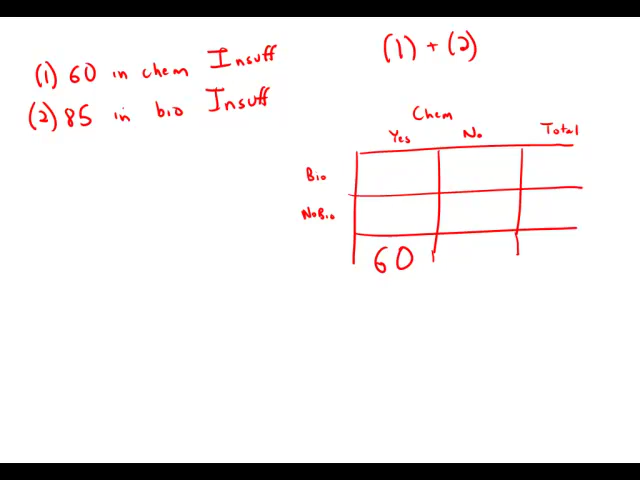 (1) 60 in chem Insuff
(2) 85 in bio Insuff
(1) + (2)
Chem
Yes No Total
Bio
No Bio
60